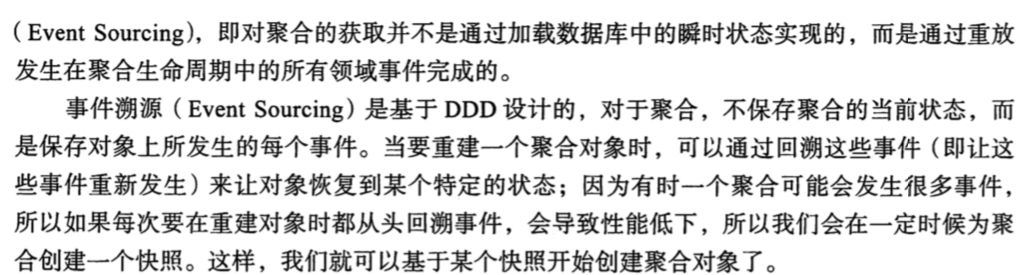 （Event Sourcing），即对聚合的获取并不是通过加载数据库中的瞬时状态实现的，而是通过重放
发生在聚合生命周期中的所有领域事件完成的。
事件溯源（Event Sourcing）是基于 DDD 设计的，对于聚合，不保存聚合的当前状态，而
是保存对象上所发生的每个事件。当要重建一个聚合对象时，可以通过回溯这些事件（即让这
些事件重新发生）来让对象恢复到某个特定的状态；因为有时一个聚合可能会发生很多事件，
所以如果每次要在重建对象时都从头回溯事件，会导致性能低下，所以我们会在一定时候为聚
合创建一个快照。这样，我们就可以基于某个快照开始创建聚合对象了。